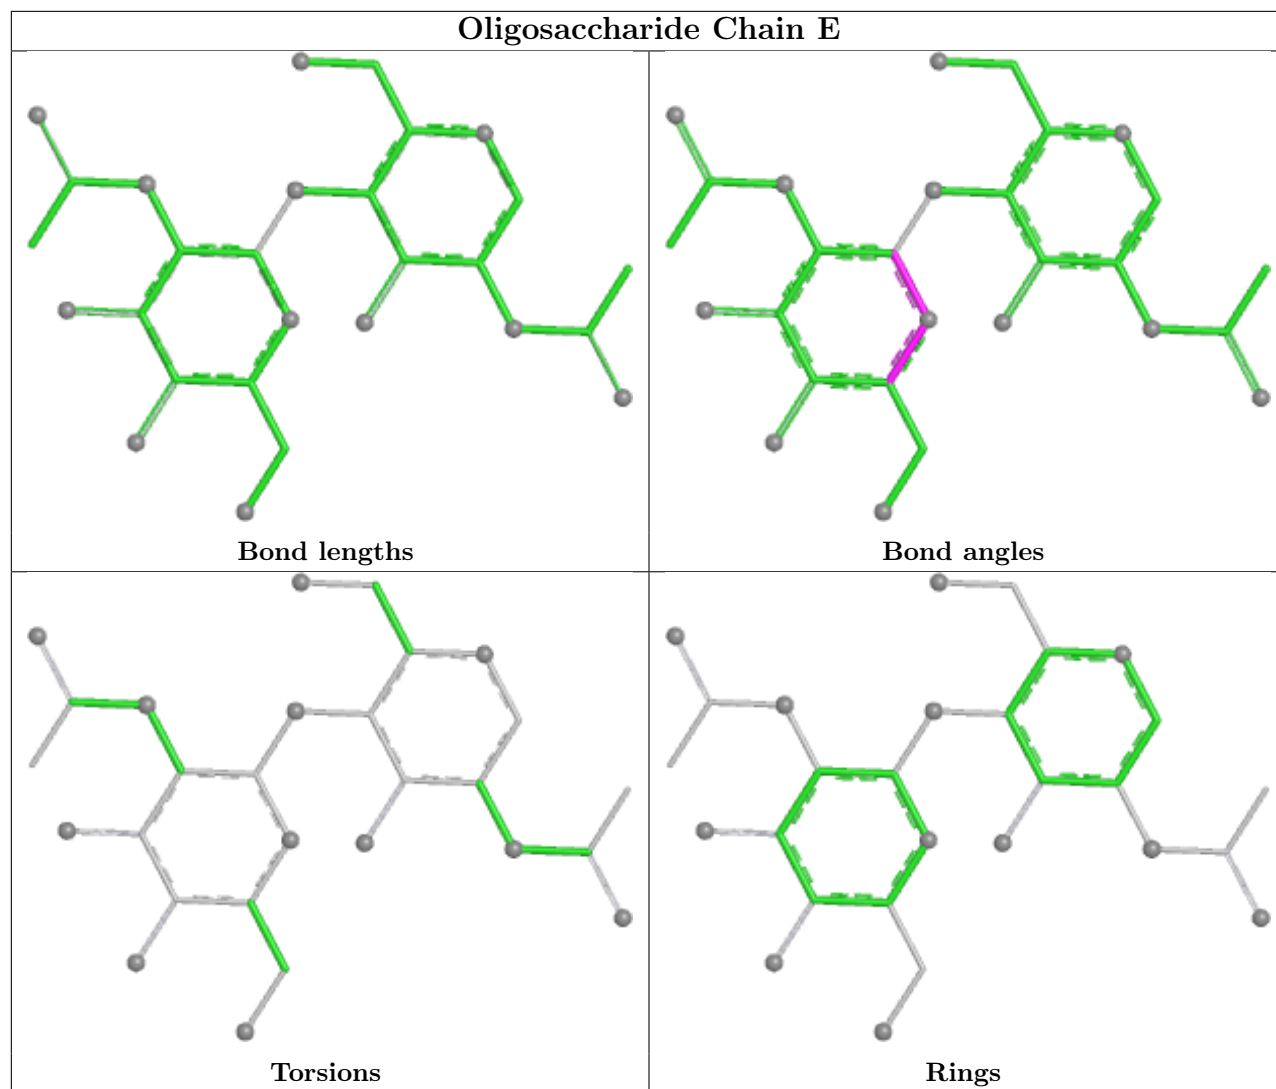 Oligosaccharide Chain E
Bond lengths
Bond angles
Torsions
Rings